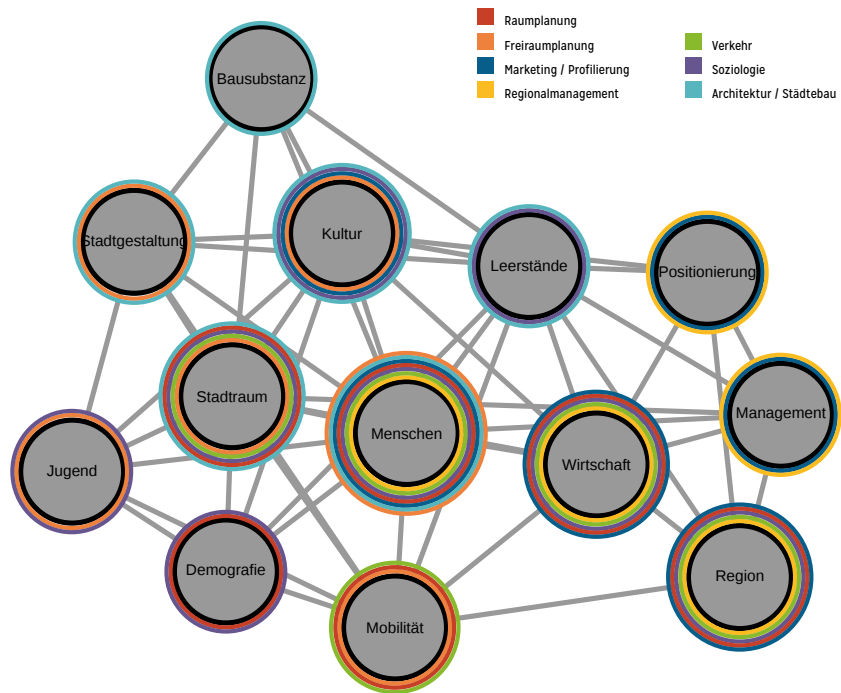 Raumplanung
Freiraumplanung
Verkehr
Marketing / Profilierung
Soziologie
Regionalmanagement
Architektur / Städtebau
Bausubstanz
Stadtgestaltung
Kultur
Leerstände
Positionierung
Stadtraum
Menschen
Management
Jugend
Wirtschaft
Demografie
Mobilität
Region